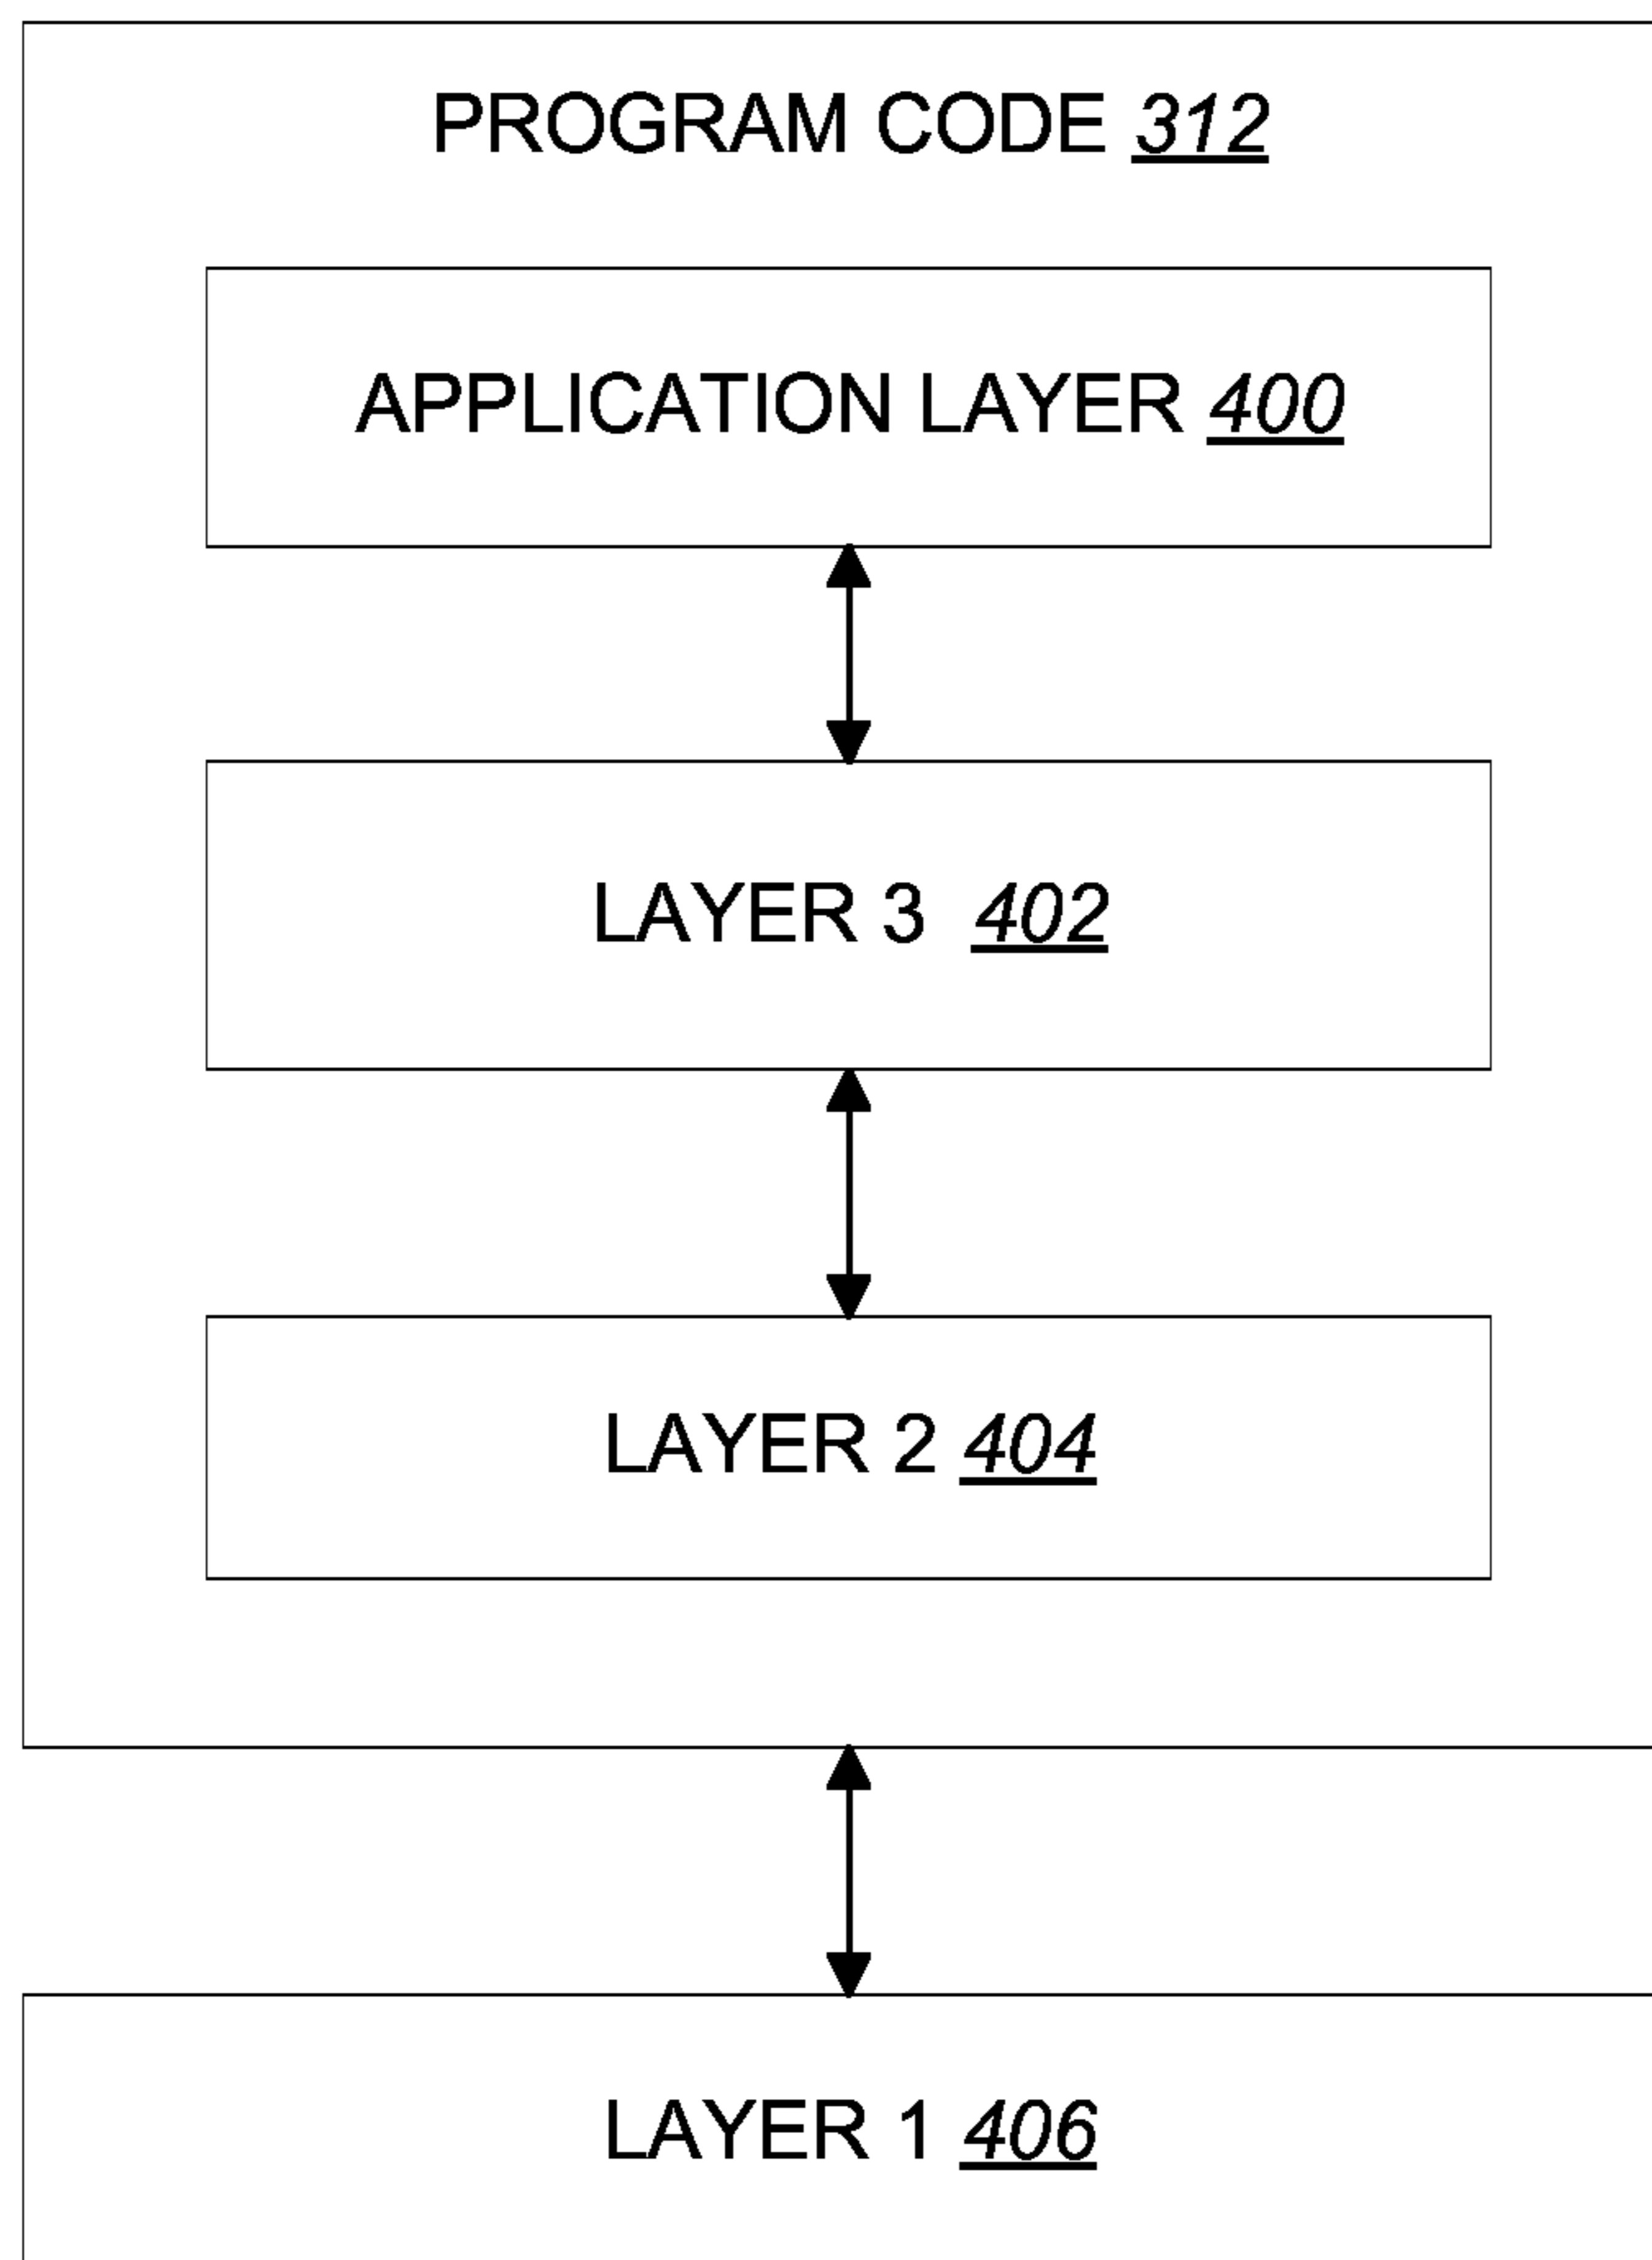 PROGRAM CODE 312
APPLICATION LAYER 400
LAYER 3 402
LAYER 2 404
LAYER 1 406